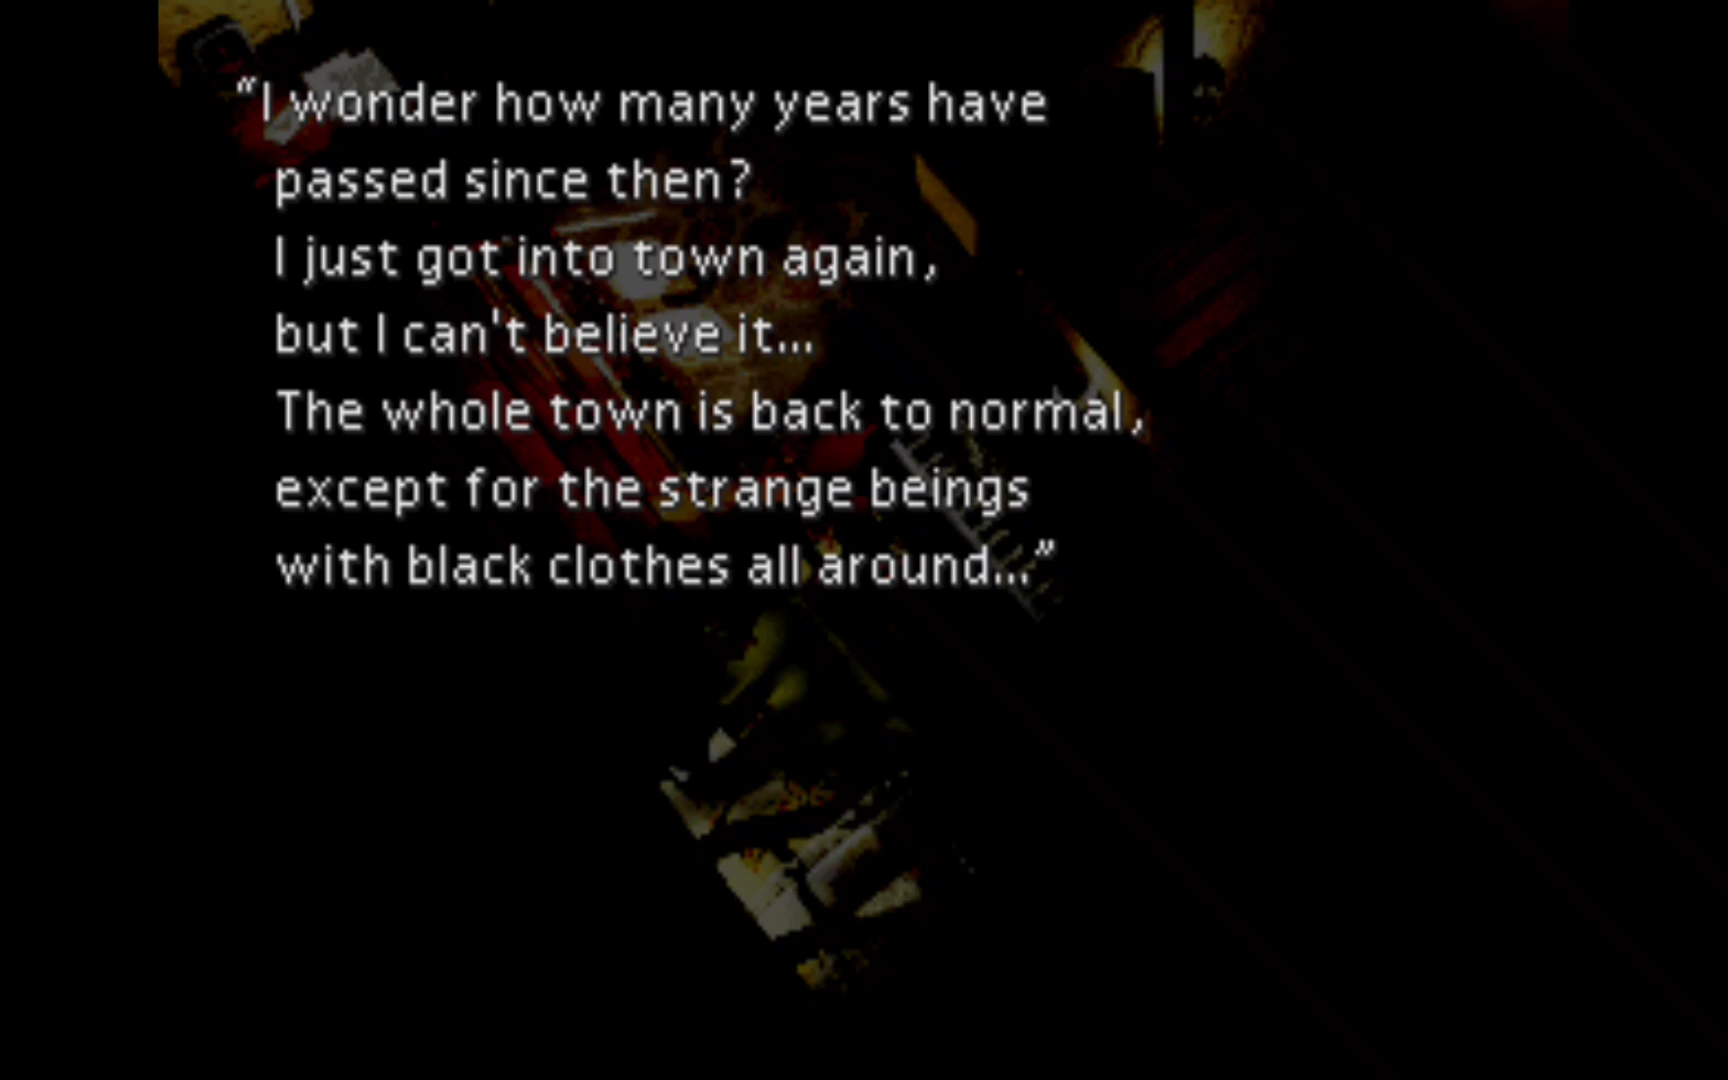 “I wonder how many years have
passed since then?
I just got into town again,
but I can't believe it...
The whole town is back to normal,
except for the strange beings
with black clothes all around...”